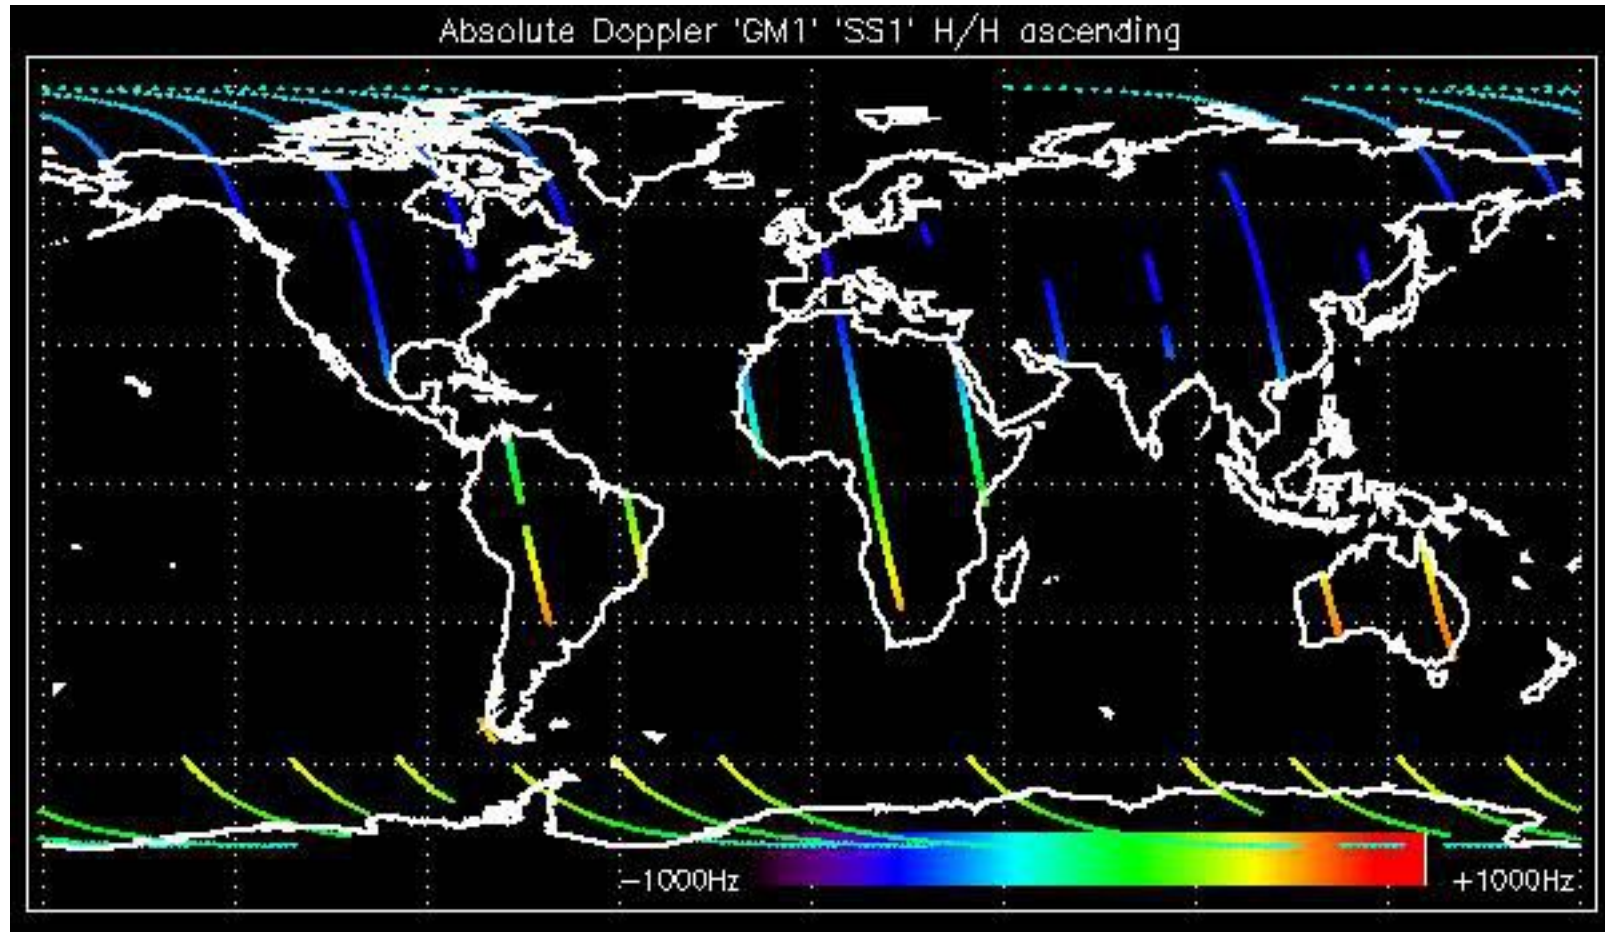 Absolute Doppler 'GM1' 'SS1' H/H ascending
−1000Hz +1000Hz